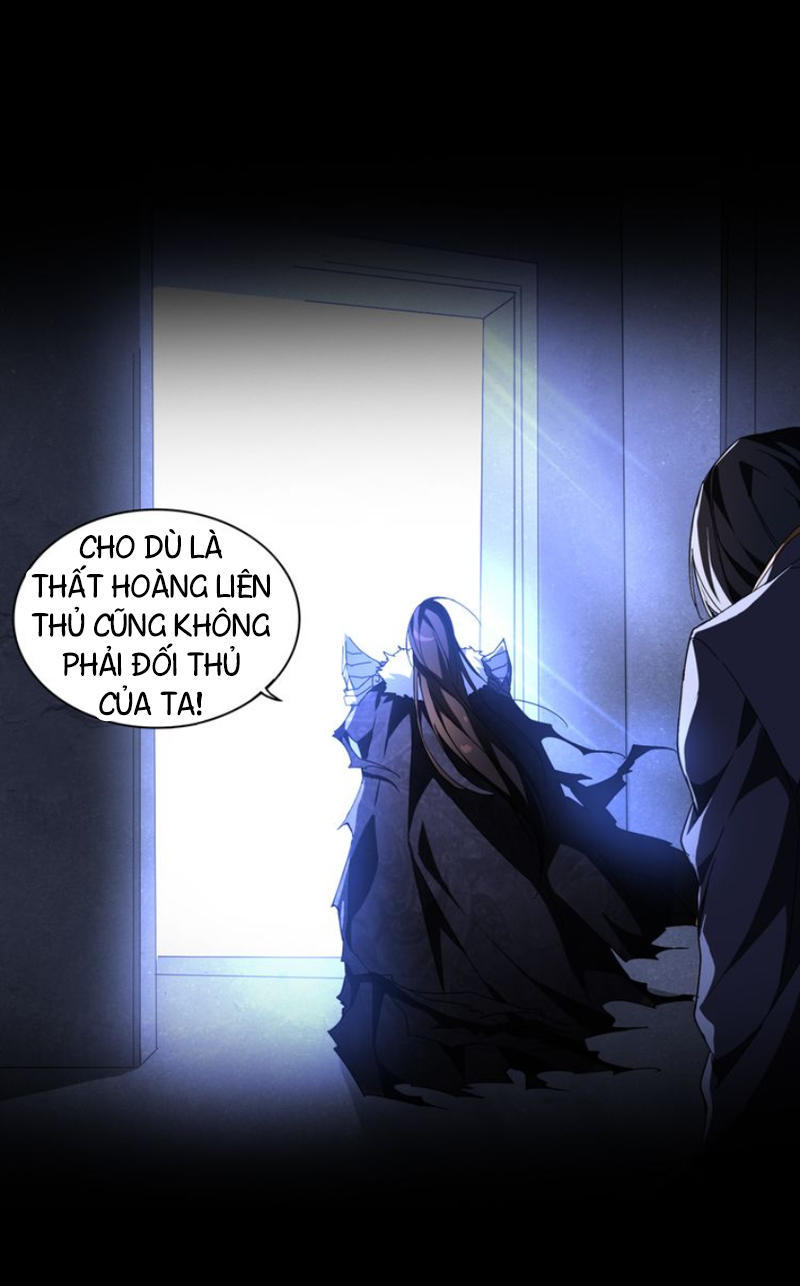 CHO DÙ LÀ
THẤT HOÀNG LIÊN
THỦ CŨNG KHÔNG
PHẢI ĐỐI THỦ
CỦA TA!